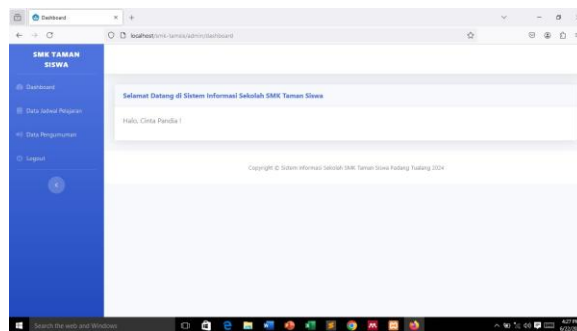 Dashboard
localhost/smk-tamsis/admin/dashboard
SMK TAMAN
SISWA
Dashboard
Data Jadwal Pelajaran
Data Pengumuman
Logout
Selamat Datang di Sistem Informasi Sekolah SMK Taman Siswa
Halo, Cinta Pandia !
Copyright © Sistem Informasi Sekolah SMK Taman Siswa Padang Tualang 2024
Search the web and Windows